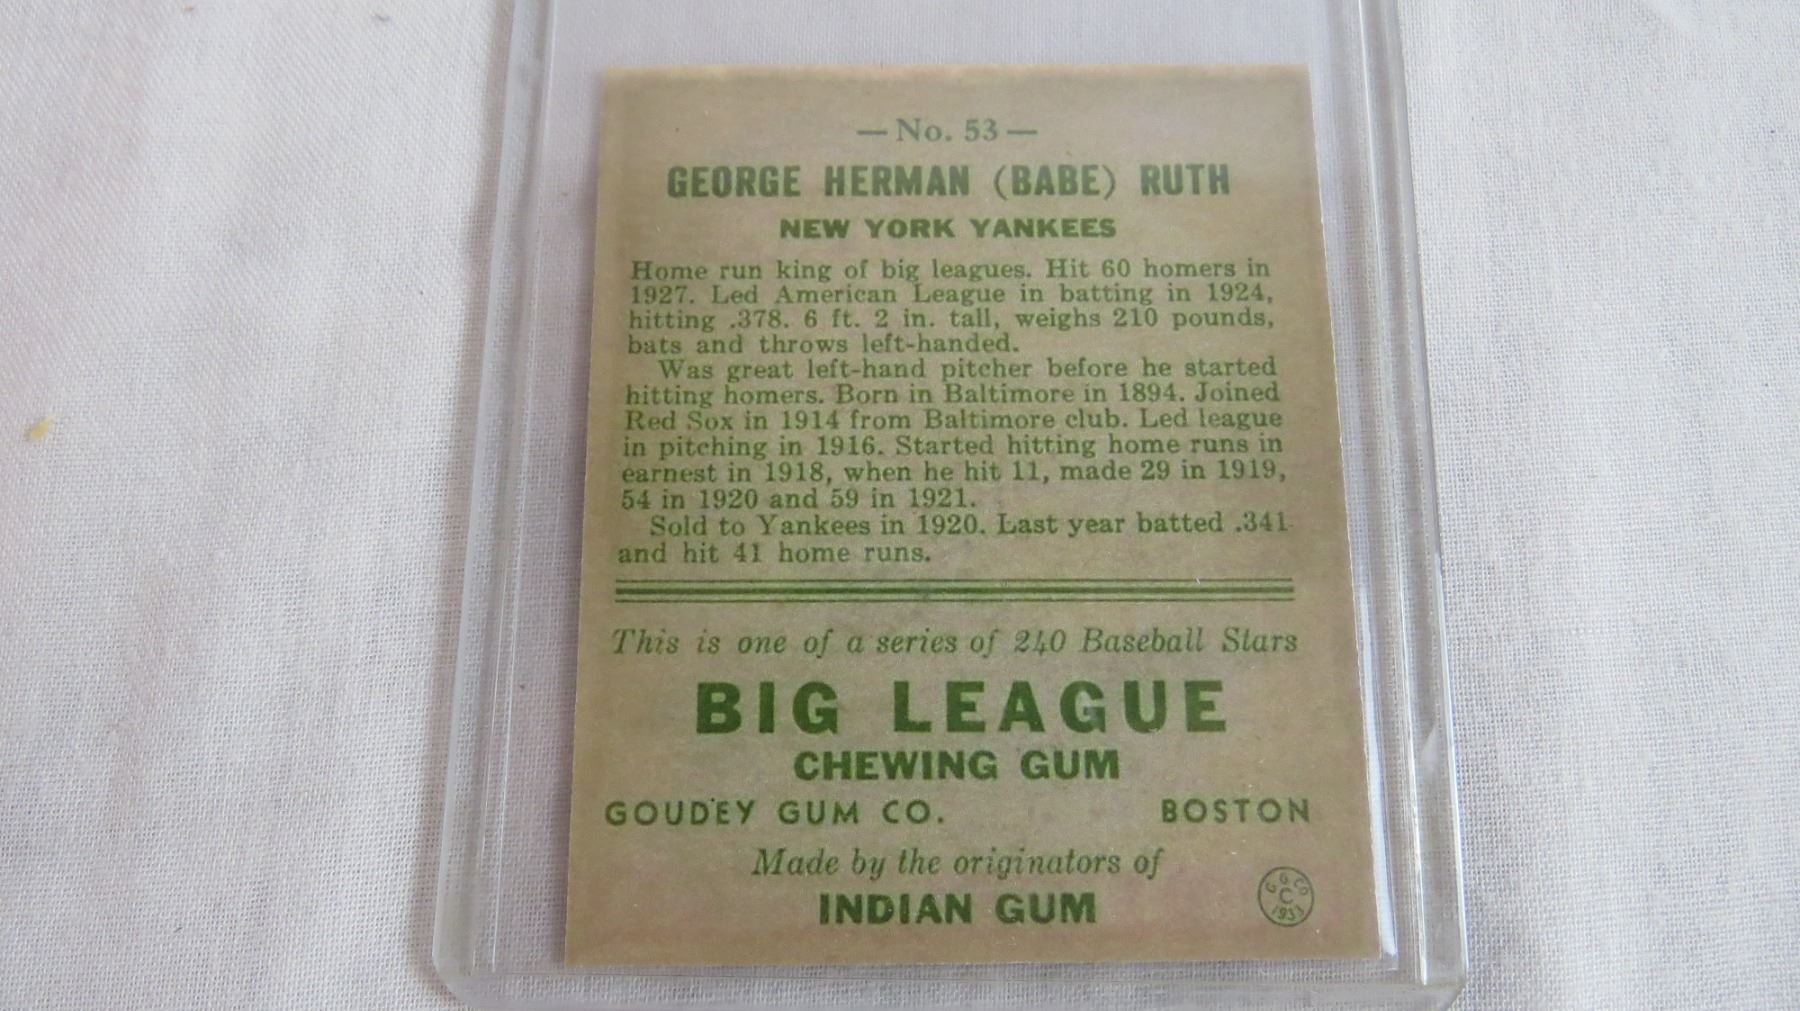 — No. 53 —
GEORGE HERMAN (BABE) RUTH
NEW YORK YANKEES
Home run king of big leagues. Hit 60 homers in
1927. Led American League in batting in 1924,
hitting .378. 6 ft. 2 in. tall, weighs 210 pounds,
bats and throws left-handed.
Was great left-hand pitcher before he started
hitting homers. Born in Baltimore in 1894. Joined
Red Sox in 1914 from Baltimore club. Led league
in pitching in 1916. Started hitting home runs in
earnest in 1918, when he hit 11, made 29 in 1919,
54 in 1920 and 59 in 1921.
Sold to Yankees in 1920. Last year batted .341
and hit 41 home runs.
This is one of a series of 240 Baseball Stars
BIG LEAGUE
CHEWING GUM
GOUDEY GUM CO. BOSTON
Made by the originators of
INDIAN GUM
G G CO
C
1933